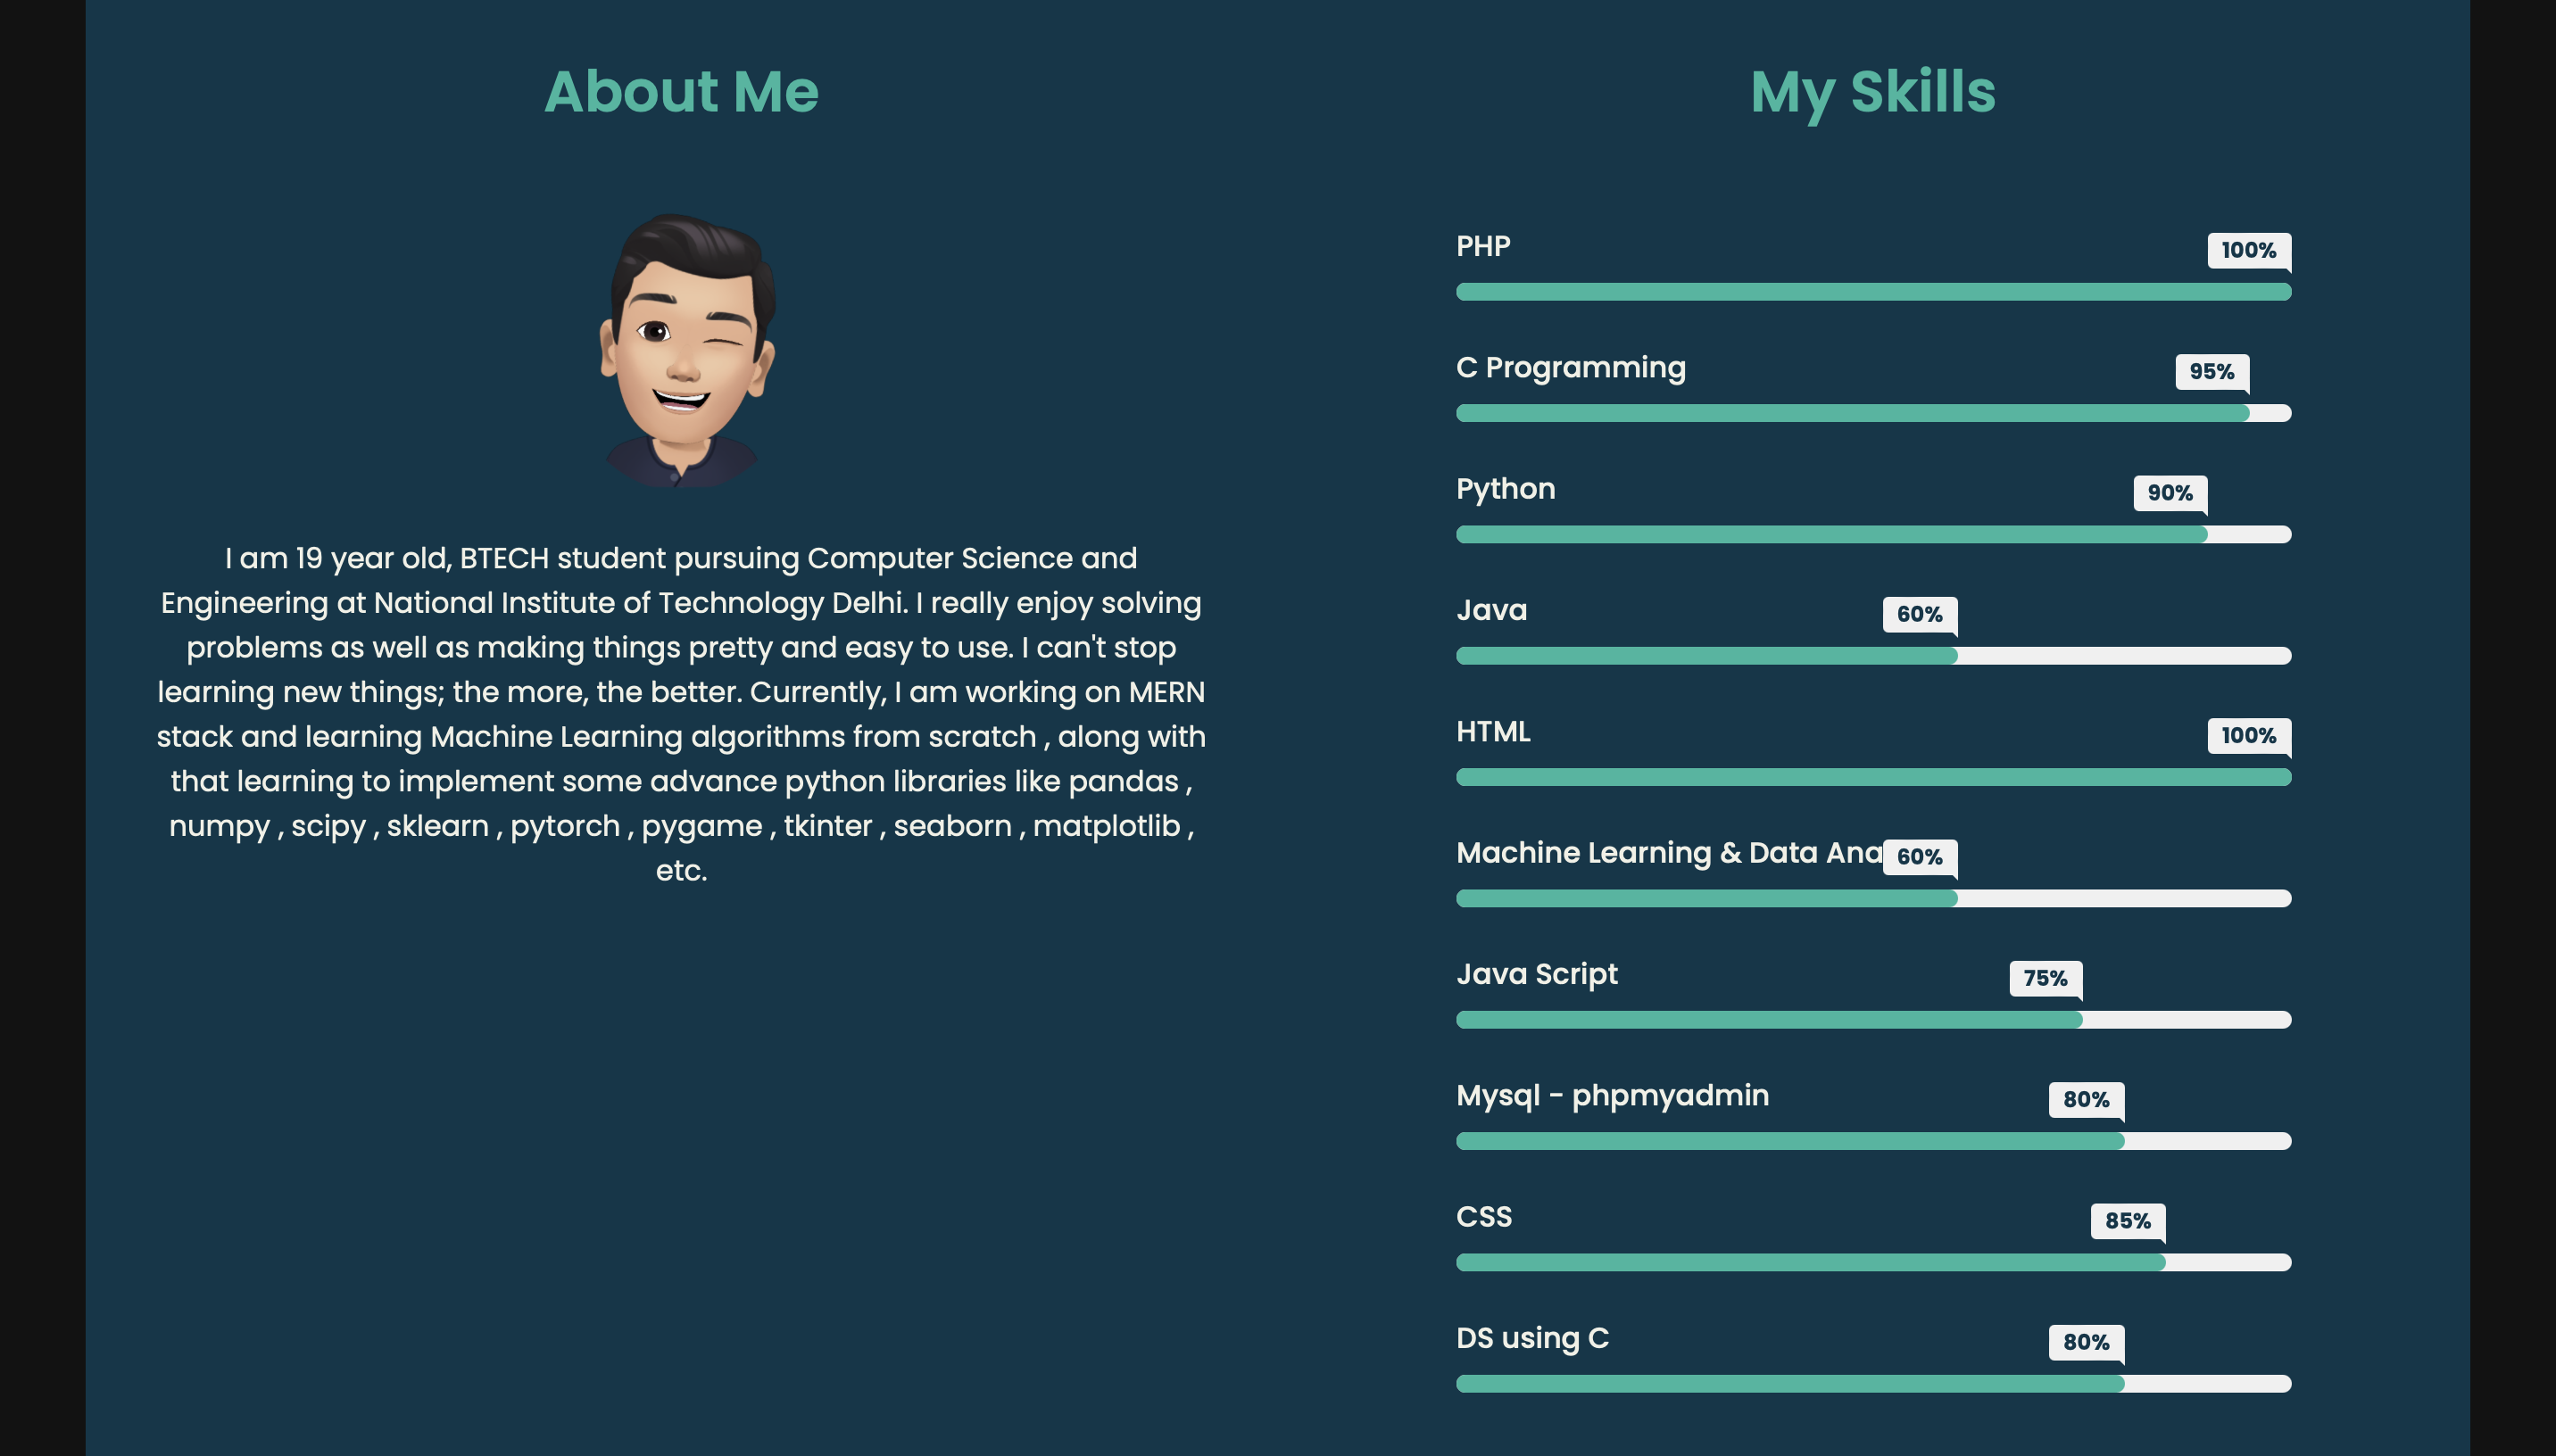 About Me
I am 19 year old, BTECH student pursuing Computer Science and
Engineering at National Institute of Technology Delhi. I really enjoy solving
problems as well as making things pretty and easy to use. I can't stop
learning new things; the more, the better. Currently, I am working on MERN
stack and learning Machine Learning algorithms from scratch , along with
that learning to implement some advance python libraries like pandas ,
numpy , scipy , sklearn , pytorch , pygame , tkinter , seaborn , matplotlib ,
etc.
My Skills
PHP
100%
C Programming
95%
Python
90%
Java
60%
HTML
100%
Machine Learning & Data Ana
60%
Java Script
75%
Mysql - phpmyadmin
80%
CSS
85%
DS using C
80%